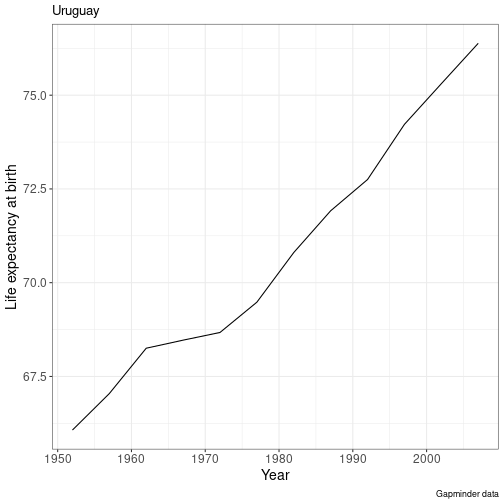 Uruguay
75.0
72.5
70.0
67.5
Life expectancy at birth
1950 1960 1970 1980 1990 2000
Year
Gapminder data